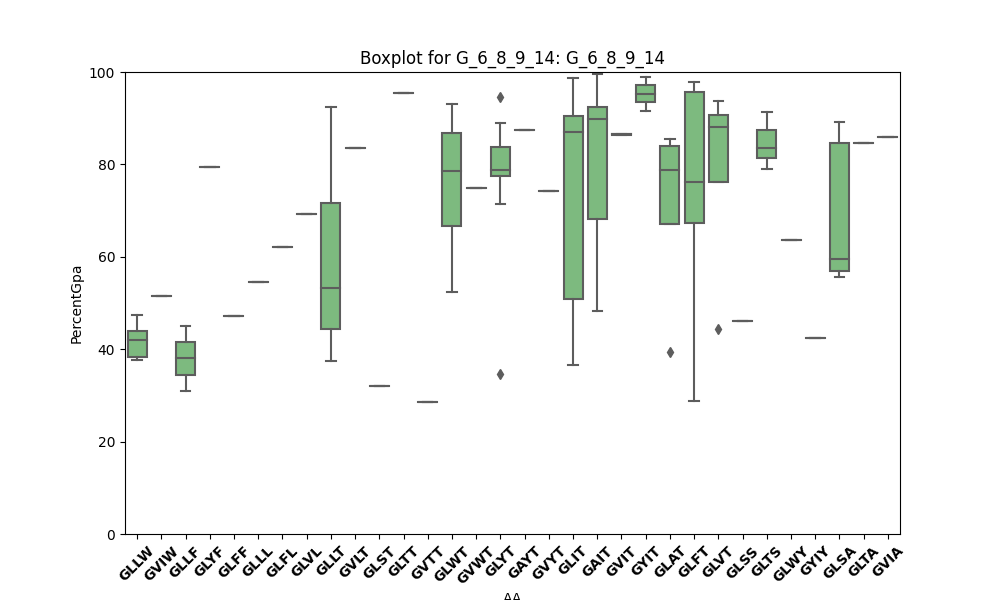 Boxplot for G_6_8_9_14: G_6_8_9_14
100
80
60
40
20
0
PercentGpa
GLLW GVIW GLLF GLYF GLFF GLLL GLFL GLVL GLLT GVLT GLST GLTT GVTT GLWT GVWT GLYT GAYT GVYT GLIT GAIT GVIT GYIT GLAT GLFT GLVT GLSS GLTS GLWY GYIY GLSA GLTA GVIA
AA